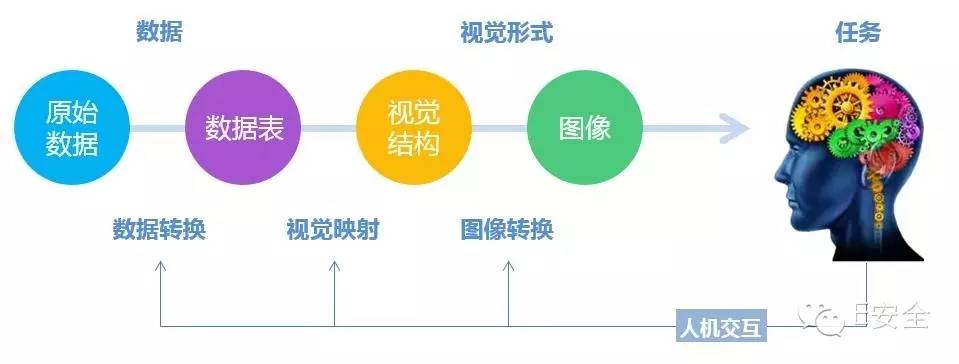 数据
视觉形式
任务
原始
数据
数据表
视觉
结构
图像
数据转换
视觉映射
图像转换
人机交互
E安全